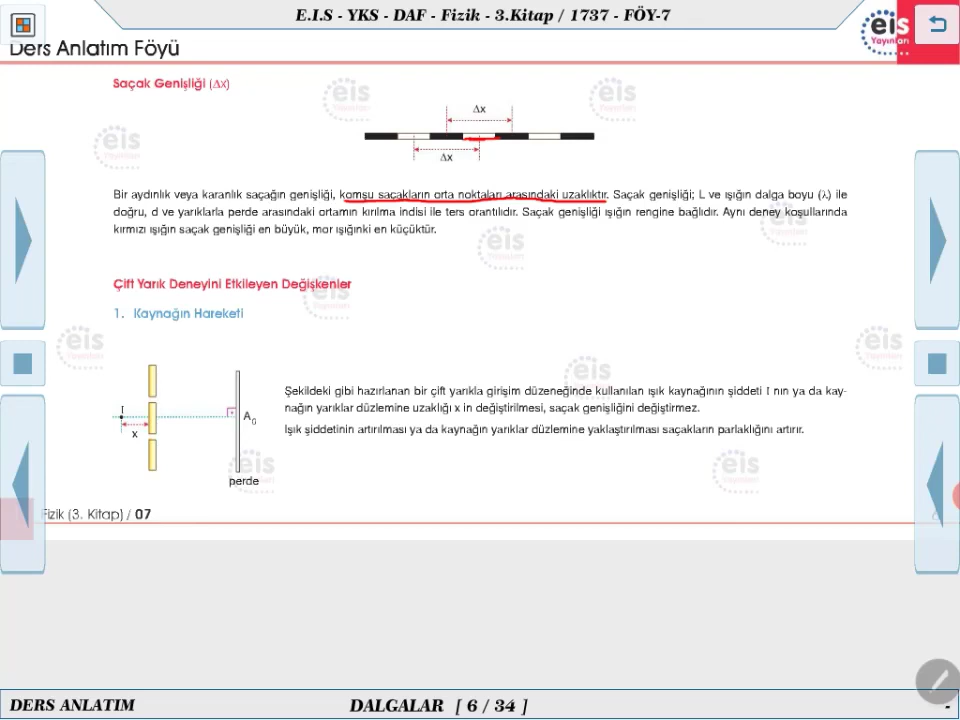 E.I.S - YKS - DAF - Fizik - 3.Kitap / 1737 - FÖY-7
Ders Anlatım Föyü
eis
Yayınları
Saçak Genişliği (Δx)
Δx
Δx
Bir aydınlık veya karanlık saçağın genişliği, komşu saçakların orta noktaları arasındaki uzaklıktır. Saçak genişliği; L ve ışığın dalga boyu (λ) ile
doğru, d ve yarıklarla perde arasındaki ortamın kırılma indisi ile ters orantılıdır. Saçak genişliği ışığın rengine bağlıdır. Aynı deney koşullarında
kırmızı ışığın saçak genişliği en büyük, mor ışığınki en küçüktür.
Çift Yarık Deneyini Etkileyen Değişkenler
1. Kaynağın Hareketi
I
x
A₀
perde
Şekildeki gibi hazırlanan bir çift yarıkla girişim düzeneğinde kullanılan ışık kaynağının şiddeti I nın ya da kay-
nağın yarıklar düzlemine uzaklığı x in değiştirilmesi, saçak genişliğini değiştirmez.
Işık şiddetinin artırılması ya da kaynağın yarıklar düzlemine yaklaştırılması saçakların parlaklığını artırır.
Fizik (3. Kitap) / 07
DERS ANLATIM
DALGALAR [ 6 / 34 ]
-